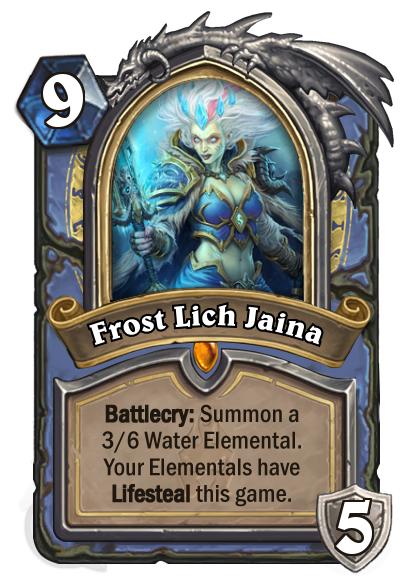 9
Frost Lich Jaina
Battlecry: Summon a
3/6 Water Elemental.
Your Elementals have
Lifesteal this game.
5